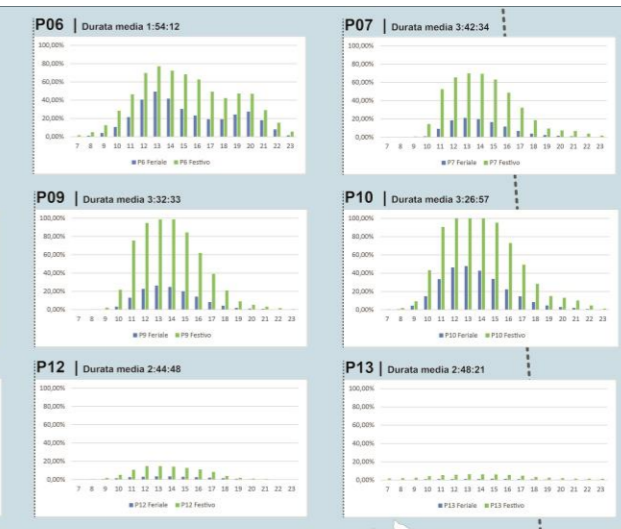 P06 | Durata media 1:54:12
100,00%
80,00%
60,00%
40,00%
20,00%
0,00%
7 8 9 10 11 12 13 14 15 16 17 18 19 20 21 22 23
P6 Feriale P6 Festivo
P07 | Durata media 3:42:34
100,00%
80,00%
60,00%
40,00%
20,00%
0,00%
7 8 9 10 11 12 13 14 15 16 17 18 19 20 21 22 23
P7 Feriale P7 Festivo
P09 | Durata media 3:32:33
100,00%
80,00%
60,00%
40,00%
20,00%
0,00%
7 8 9 10 11 12 13 14 15 16 17 18 19 20 21 22 23
P9 Feriale P9 Festivo
P10 | Durata media 3:26:57
100,00%
80,00%
60,00%
40,00%
20,00%
0,00%
7 8 9 10 11 12 13 14 15 16 17 18 19 20 21 22 23
P10 Feriale P10 Festivo
P12 | Durata media 2:44:48
100,00%
80,00%
60,00%
40,00%
20,00%
0,00%
7 8 9 10 11 12 13 14 15 16 17 18 19 20 21 22 23
P12 Feriale P12 Festivo
P13 | Durata media 2:48:21
100,00%
80,00%
60,00%
40,00%
20,00%
0,00%
7 8 9 10 11 12 13 14 15 16 17 18 19 20 21 22 23
P13 Feriale P13 Festivo